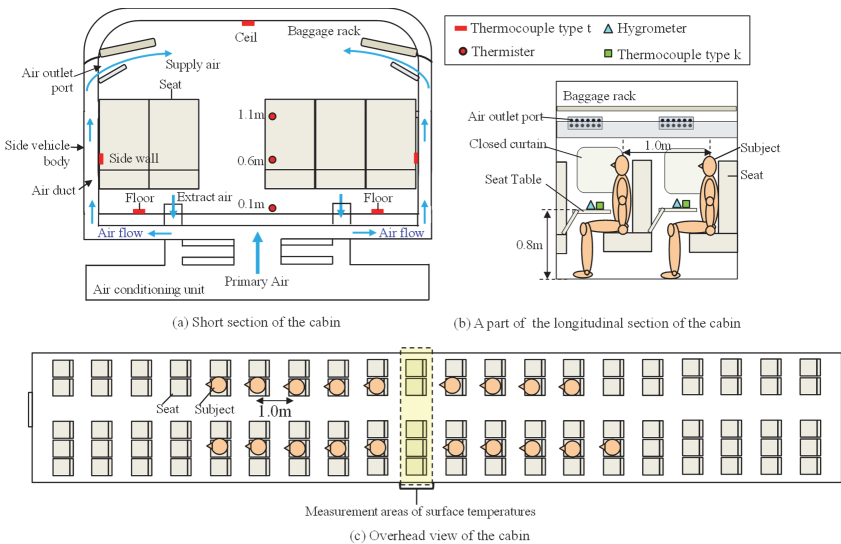 Ceil
Baggage rack
Air outlet
port
Supply air
Seat
1.1m
0.6m
0.1m
Side vehicle
body
Side wall
Air duct
Floor
Extract air
Floor
Air flow
Air flow
Primary Air
Air conditioning unit
(a) Short section of the cabin
Thermocouple type t
Hygrometer
Thermister
Thermocouple type k
Baggage rack
Air outlet port
Closed curtain
1.0m
Subject
Seat
Seat Table
0.8m
(b) A part of the longitudinal section of the cabin
Seat
Subject
1.0m
Measurement areas of surface temperatures
(c) Overhead view of the cabin